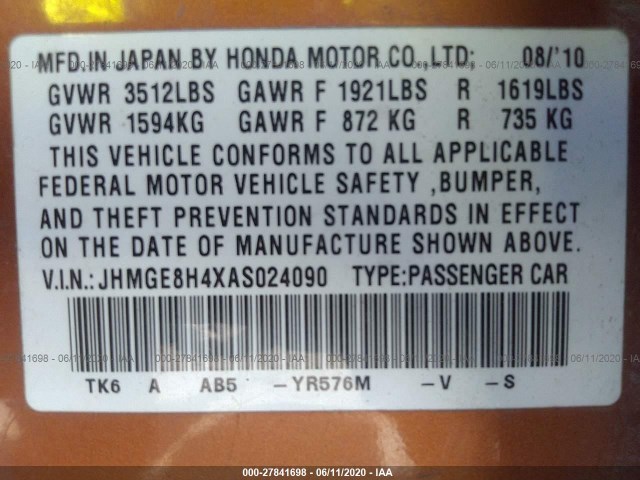 MFD. IN JAPAN BY HONDA MOTOR CO., LTD; 08/'10
GVWR 3512LBS GAWR F 1921LBS R 1619LBS
GVWR 1594KG GAWR F 872 KG R 735 KG
THIS VEHICLE CONFORMS TO ALL APPLICABLE
FEDERAL MOTOR VEHICLE SAFETY ,BUMPER,
AND THEFT PREVENTION STANDARDS IN EFFECT
ON THE DATE OF MANUFACTURE SHOWN ABOVE.
V.I.N.:JHMGE8H4XAS024090 TYPE:PASSENGER CAR
TK6 A AB5 -YR576M -V -S
000-27841698 - 06/11/2020 - IAA